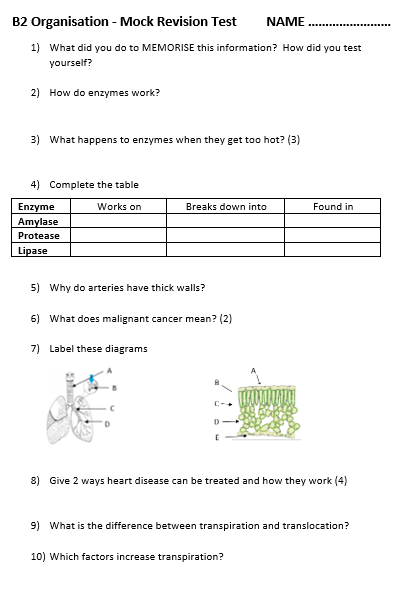 B2 Organisation - Mock Revision Test NAME ........................
1) What did you do to MEMORISE this information? How did you test
yourself?
2) How do enzymes work?
3) What happens to enzymes when they get too hot? (3)
4) Complete the table
Enzyme Works on Breaks down into Found in
Amylase
Protease
Lipase
5) Why do arteries have thick walls?
6) What does malignant cancer mean? (2)
7) Label these diagrams
A
B
C
D
A
B
C
D
E
8) Give 2 ways heart disease can be treated and how they work (4)
9) What is the difference between transpiration and translocation?
10) Which factors increase transpiration?